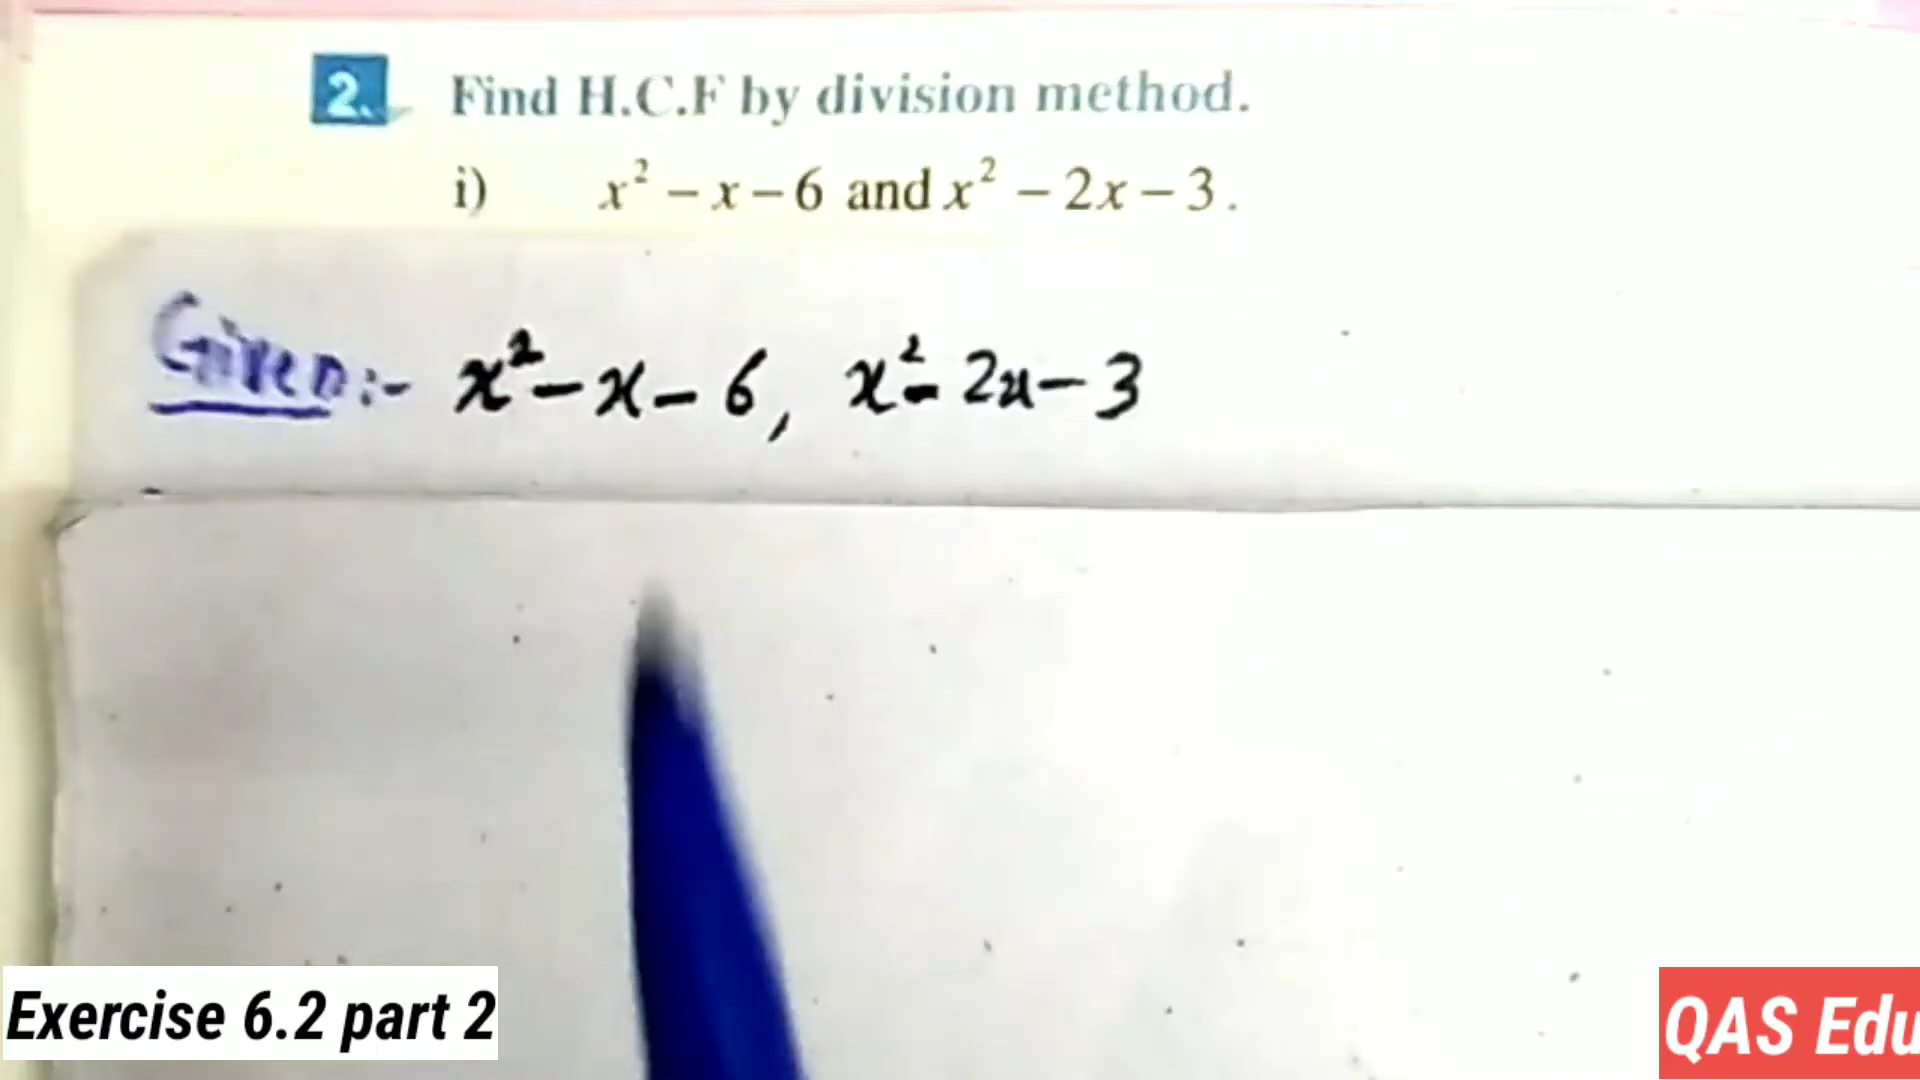 2. Find H.C.F by division method.
i) x² – x – 6 and x² – 2x – 3.
Given:- x² – x – 6, x² – 2x – 3
Exercise 6.2 part 2
QAS Edu